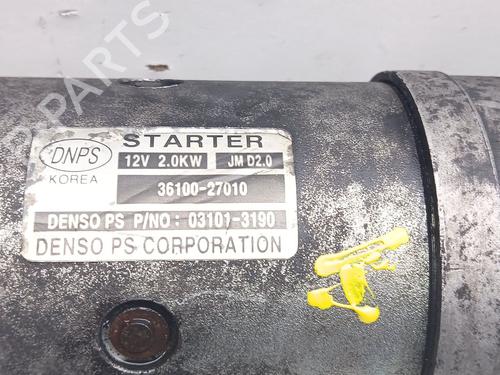 STARTER
DNPS
12V 2.0KW JM D2.0
KOREA
36100-27010
DENSO PS P/NO : 03101-3190
DENSO PS CORPORATION
B-PARTS